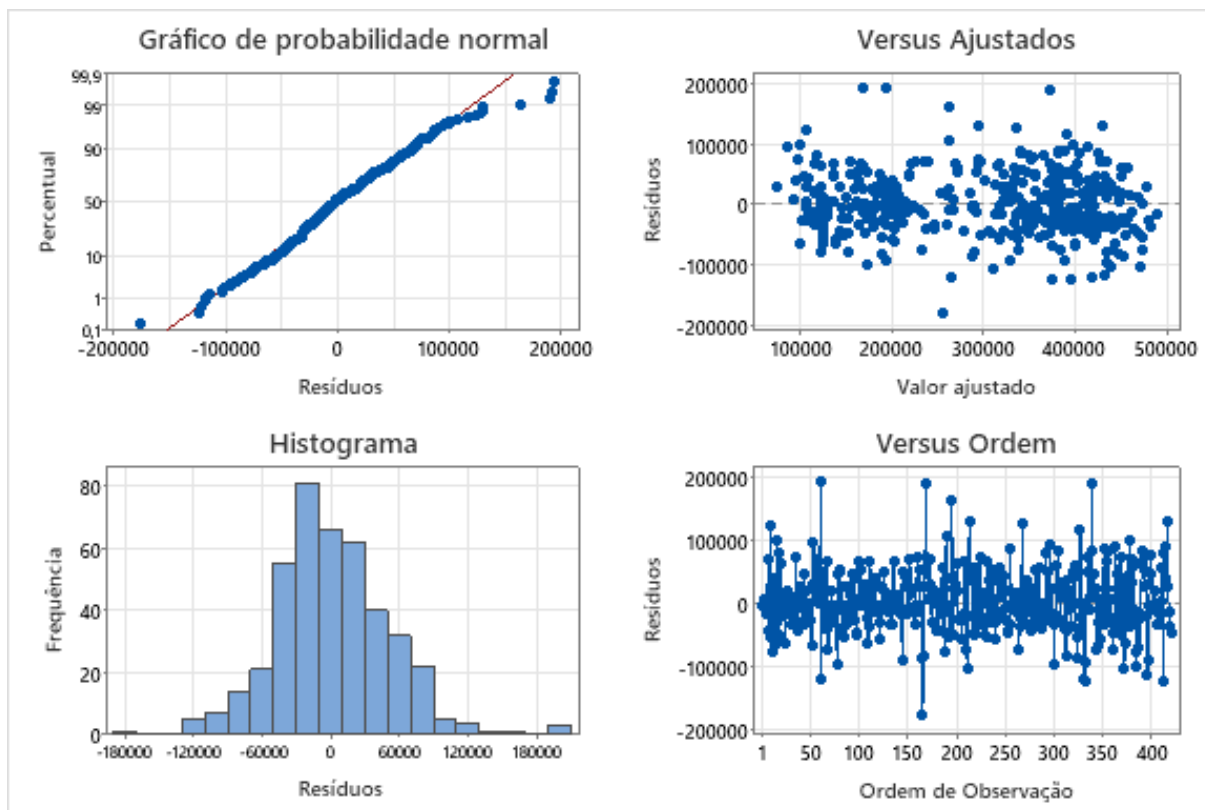 Gráfico de probabilidade normal
99,9
99
90
50
10
1
0,1
Percentual
-200000 -100000 0 100000 200000
Resíduos
Versus Ajustados
200000
100000
0
-100000
-200000
Resíduos
100000 200000 300000 400000 500000
Valor ajustado
Histograma
80
60
40
20
0
Frequência
-180000 -120000 -60000 0 60000 120000 180000
Resíduos
Versus Ordem
200000
100000
0
-100000
-200000
Resíduos
1 50 100 150 200 250 300 350 400
Ordem de Observação